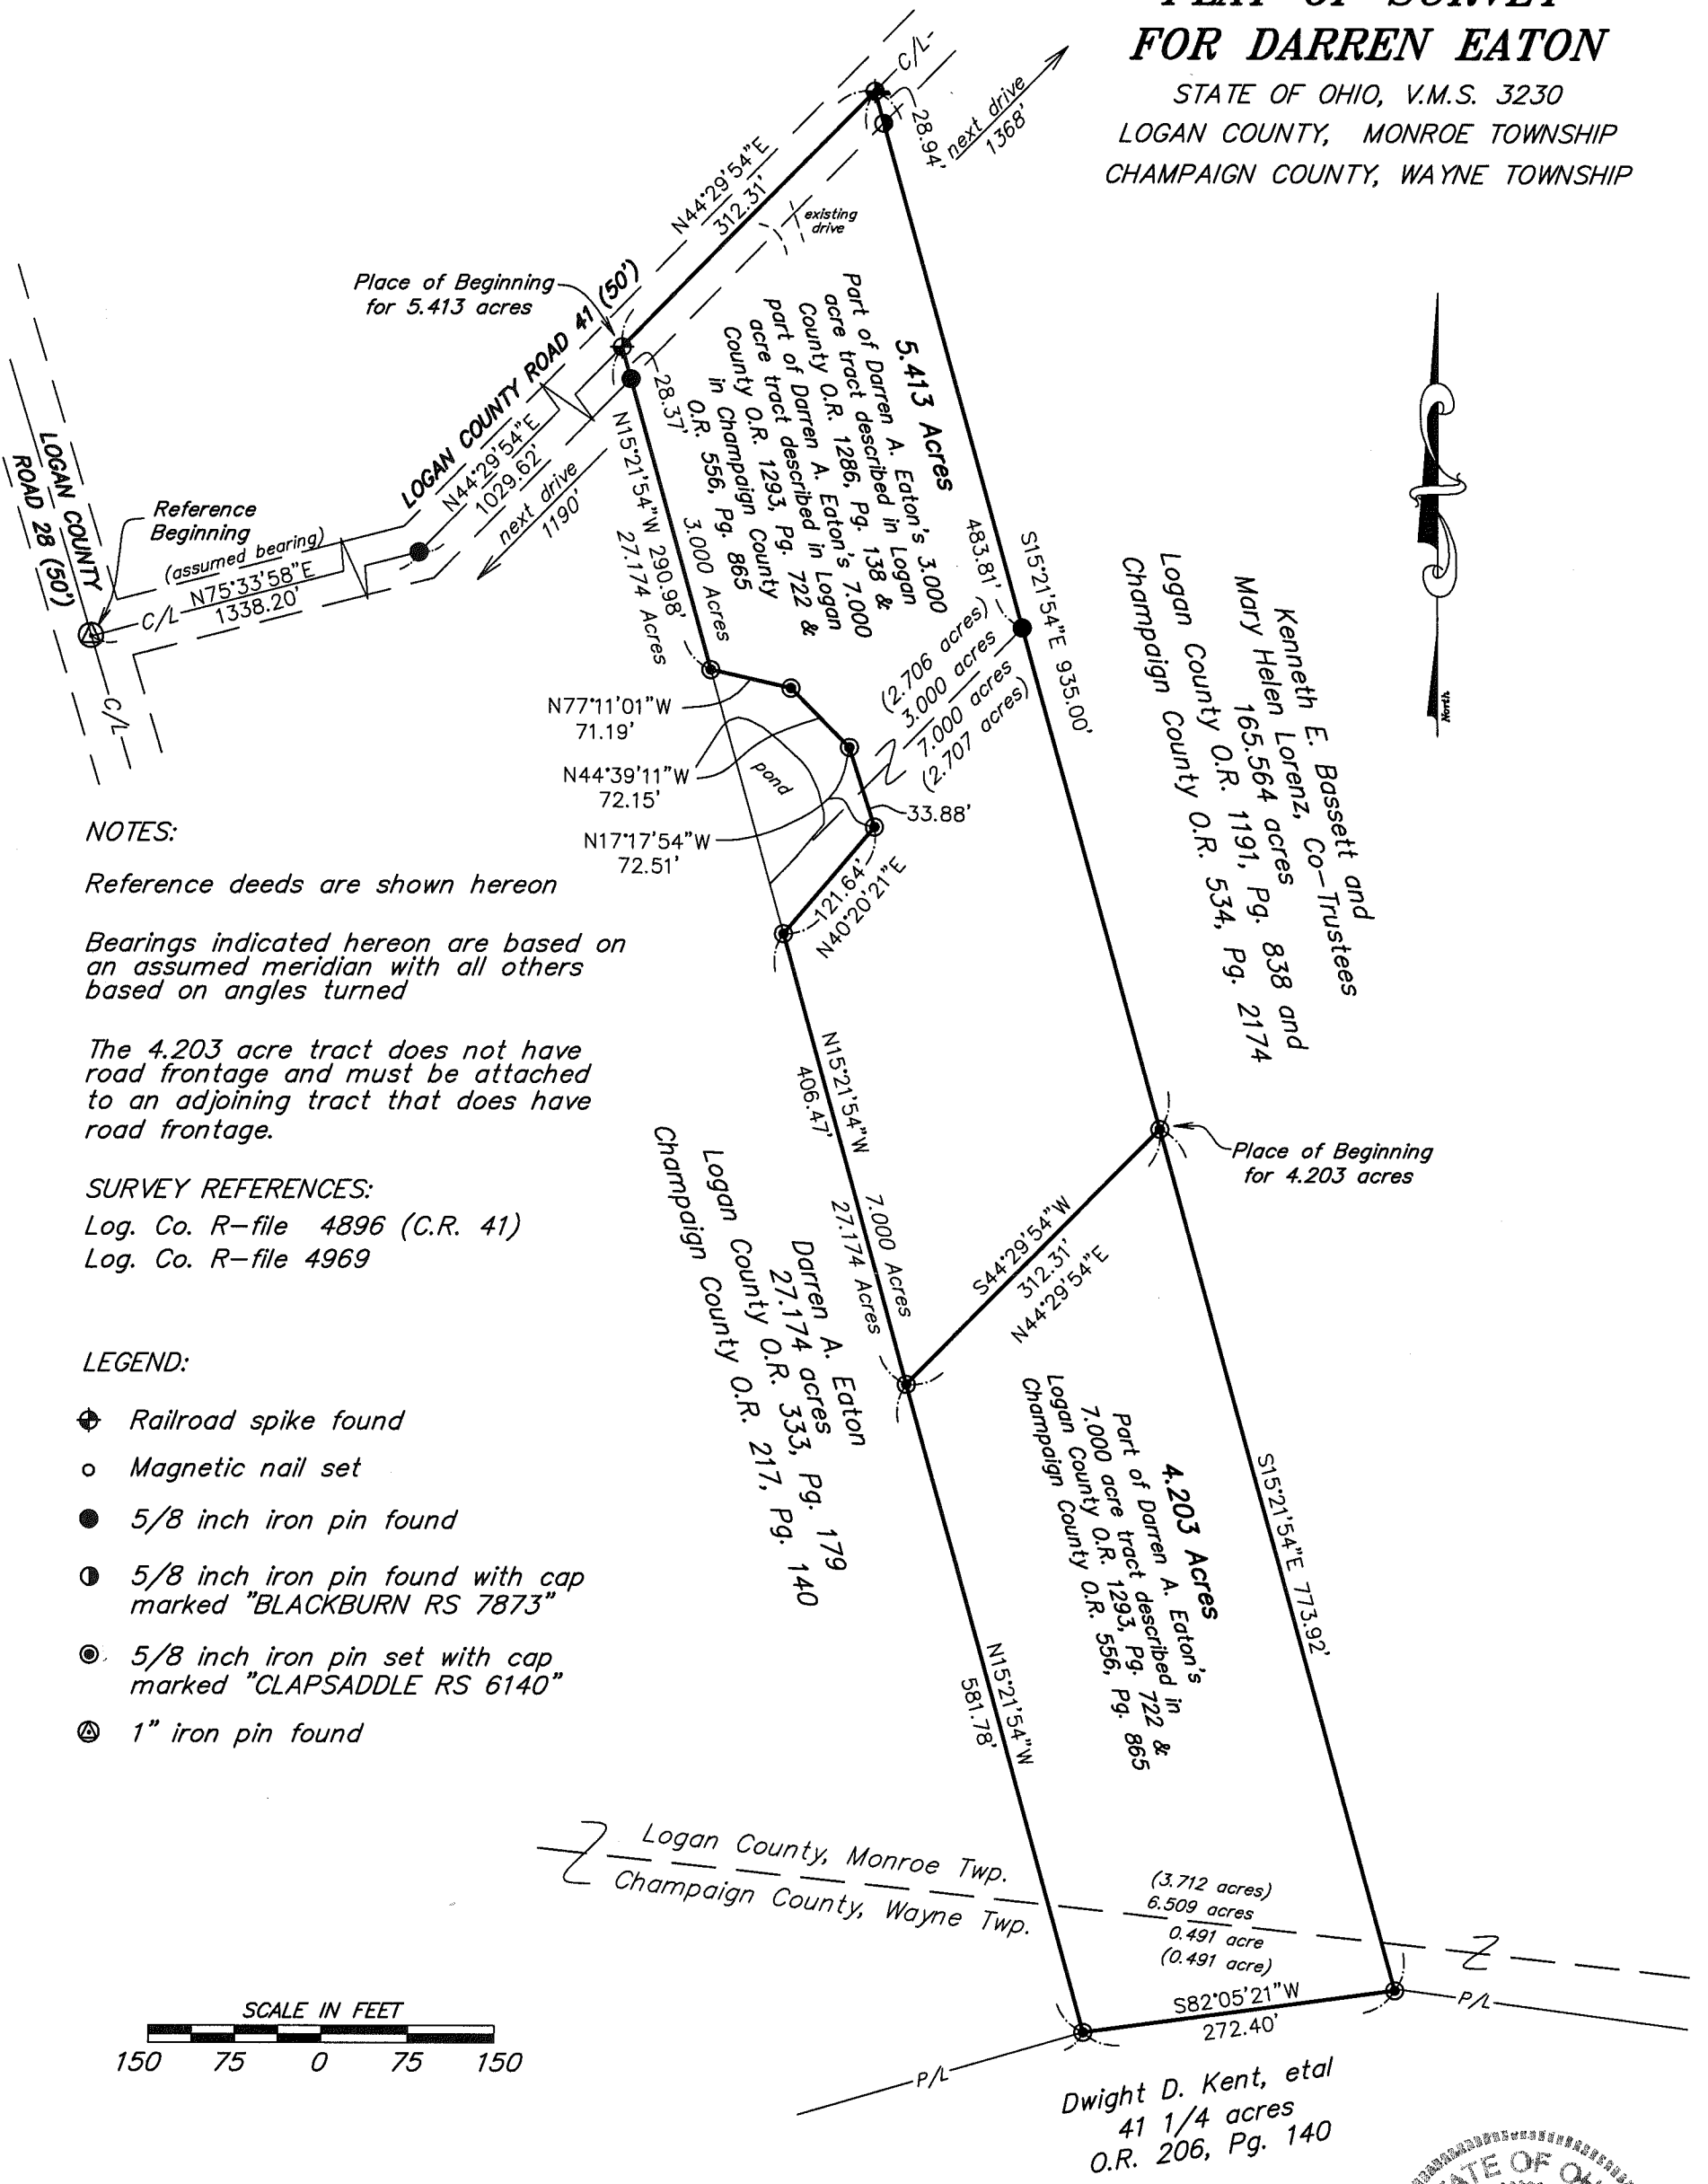 PLAT OF SURVEY
FOR DARREN EATON
STATE OF OHIO, V.M.S. 3230
LOGAN COUNTY, MONROE TOWNSHIP
CHAMPAIGN COUNTY, WAYNE TOWNSHIP
C/L
28.94'
next drive
1368'
N44°29'54"E
312.31'
existing
drive
Place of Beginning
for 5.413 acres
LOGAN COUNTY ROAD 41 (50')
N44°29'54"E
1029.62'
next drive
1190'
LOGAN COUNTY
ROAD 28 (50')
Reference
Beginning
(assumed bearing)
C/L N75°33'58"E
1338.20'
C/L
28.37'
N15°21'54"W 290.98'
3.000 Acres
27.174 Acres
5.413 Acres
Part of Darren A. Eaton's 3.000
acre tract described in Logan
County O.R. 1286, Pg. 138 &
part of Darren A. Eaton's 7.000
acre tract described in Logan
County O.R. 1293, Pg. 722 &
in Champaign County
O.R. 556, Pg. 865
483.81'
S15°21'54"E 935.00'
(2.706 acres)
3.000 acres
7.000 acres
(2.707 acres)
North
Kenneth E. Bassett and
Mary Helen Lorenz, Co-Trustees
165.564 acres
Logan County O.R. 1191, Pg. 838 and
Champaign County O.R. 534, Pg. 2174
N77°11'01"W
71.19'
N44°39'11"W
72.15'
pond
N17°17'54"W
72.51'
33.88'
121.64'
N40°20'21"E
NOTES:
Reference deeds are shown hereon
Bearings indicated hereon are based on
an assumed meridian with all others
based on angles turned
The 4.203 acre tract does not have
road frontage and must be attached
to an adjoining tract that does have
road frontage.
SURVEY REFERENCES:
Log. Co. R-file 4896 (C.R. 41)
Log. Co. R-file 4969
N15°21'54"W
406.47'
7.000 Acres
27.174 Acres
Darren A. Eaton
27.174 acres
Logan County O.R. 333, Pg. 179
Champaign County O.R. 217, Pg. 140
Place of Beginning
for 4.203 acres
S44°29'54"W
312.31'
N44°29'54"E
4.203 Acres
Part of Darren A. Eaton's
7.000 acre tract described in
Logan County O.R. 1293, Pg. 722 &
Champaign County O.R. 556, Pg. 865
S15°21'54"E 773.92'
N15°21'54"W
581.78'
LEGEND:
Railroad spike found
Magnetic nail set
5/8 inch iron pin found
5/8 inch iron pin found with cap
marked "BLACKBURN RS 7873"
5/8 inch iron pin set with cap
marked "CLAPSADDLE RS 6140"
1" iron pin found
Logan County, Monroe Twp.
Champaign County, Wayne Twp.
(3.712 acres)
6.509 acres
0.491 acre
(0.491 acre)
S82°05'21"W
272.40'
P/L
P/L
Dwight D. Kent, etal
41 1/4 acres
O.R. 206, Pg. 140
SCALE IN FEET
150 75 0 75 150